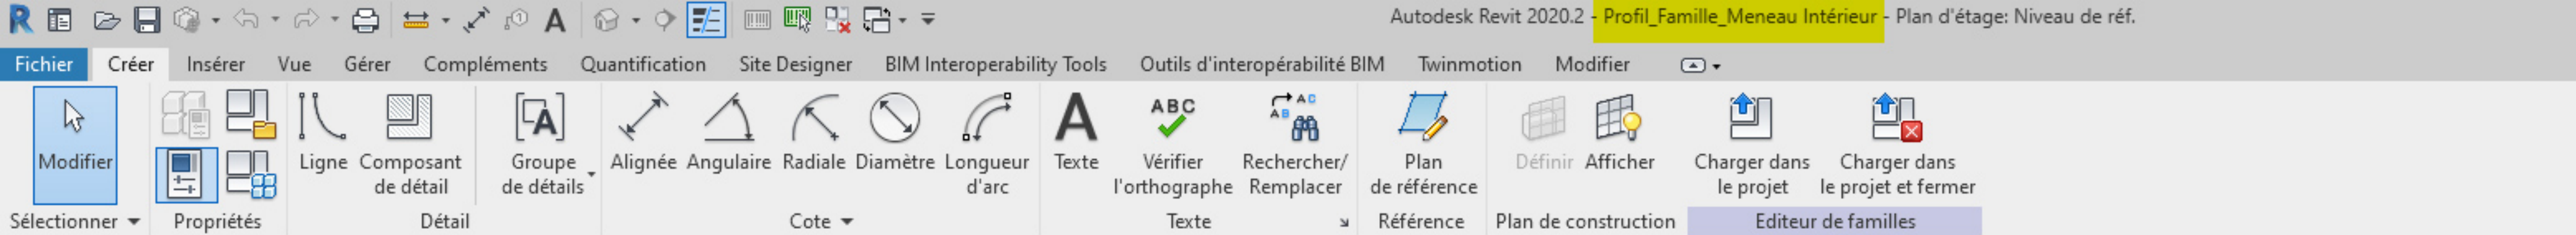 Autodesk Revit 2020.2 - Profil_Famille_Meneau Intérieur - Plan d'étage: Niveau de réf.
Fichier Créer Insérer Vue Gérer Compléments Quantification Site Designer BIM Interoperability Tools Outils d'interopérabilité BIM Twinmotion Modifier
Modifier
Ligne
Composant
de détail
Groupe
de détails
Alignée
Angulaire
Radiale
Diamètre
Longueur
d'arc
Texte
Vérifier
l'orthographe
Rechercher/
Remplacer
Plan
de référence
Définir
Afficher
Charger dans
le projet
Charger dans
le projet et fermer
Sélectionner Propriétés Détail Cote Texte Référence Plan de construction Editeur de familles